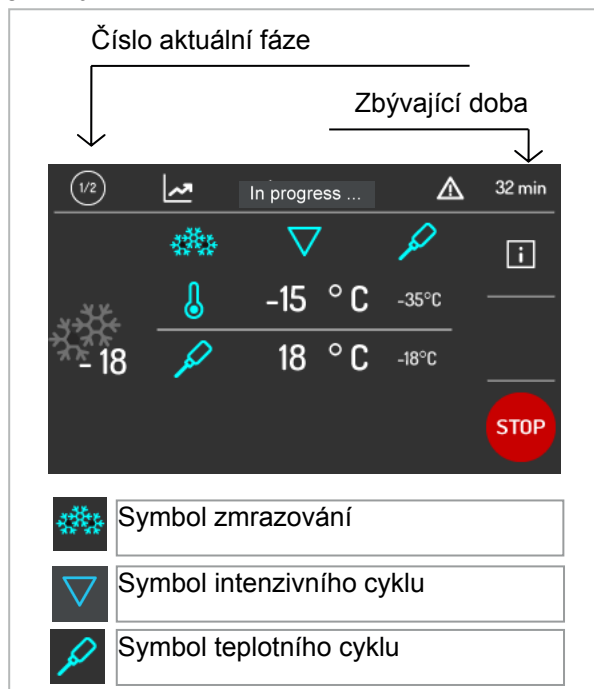 Číslo aktuální fáze
Zbývající doba
1/2 In progress ... 32 min
i
-15 °C -35°C
- 18 18 °C -18°C
STOP
Symbol zmrazování
Symbol intenzivního cyklu
Symbol teplotního cyklu